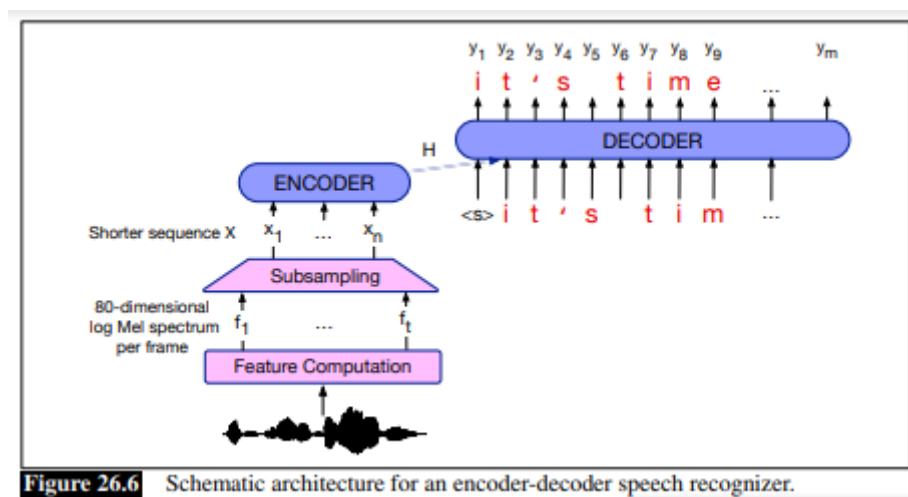 y1 y2 y3 y4 y5 y6 y7 y8 y9 ym
i t ' s t i m e ...
DECODER
H
ENCODER
<s> i t ' s t i m ...
Shorter sequence X x1 ... xn
Subsampling
80-dimensional
log Mel spectrum
per frame
f1 ... ft
Feature Computation
Figure 26.6 Schematic architecture for an encoder-decoder speech recognizer.